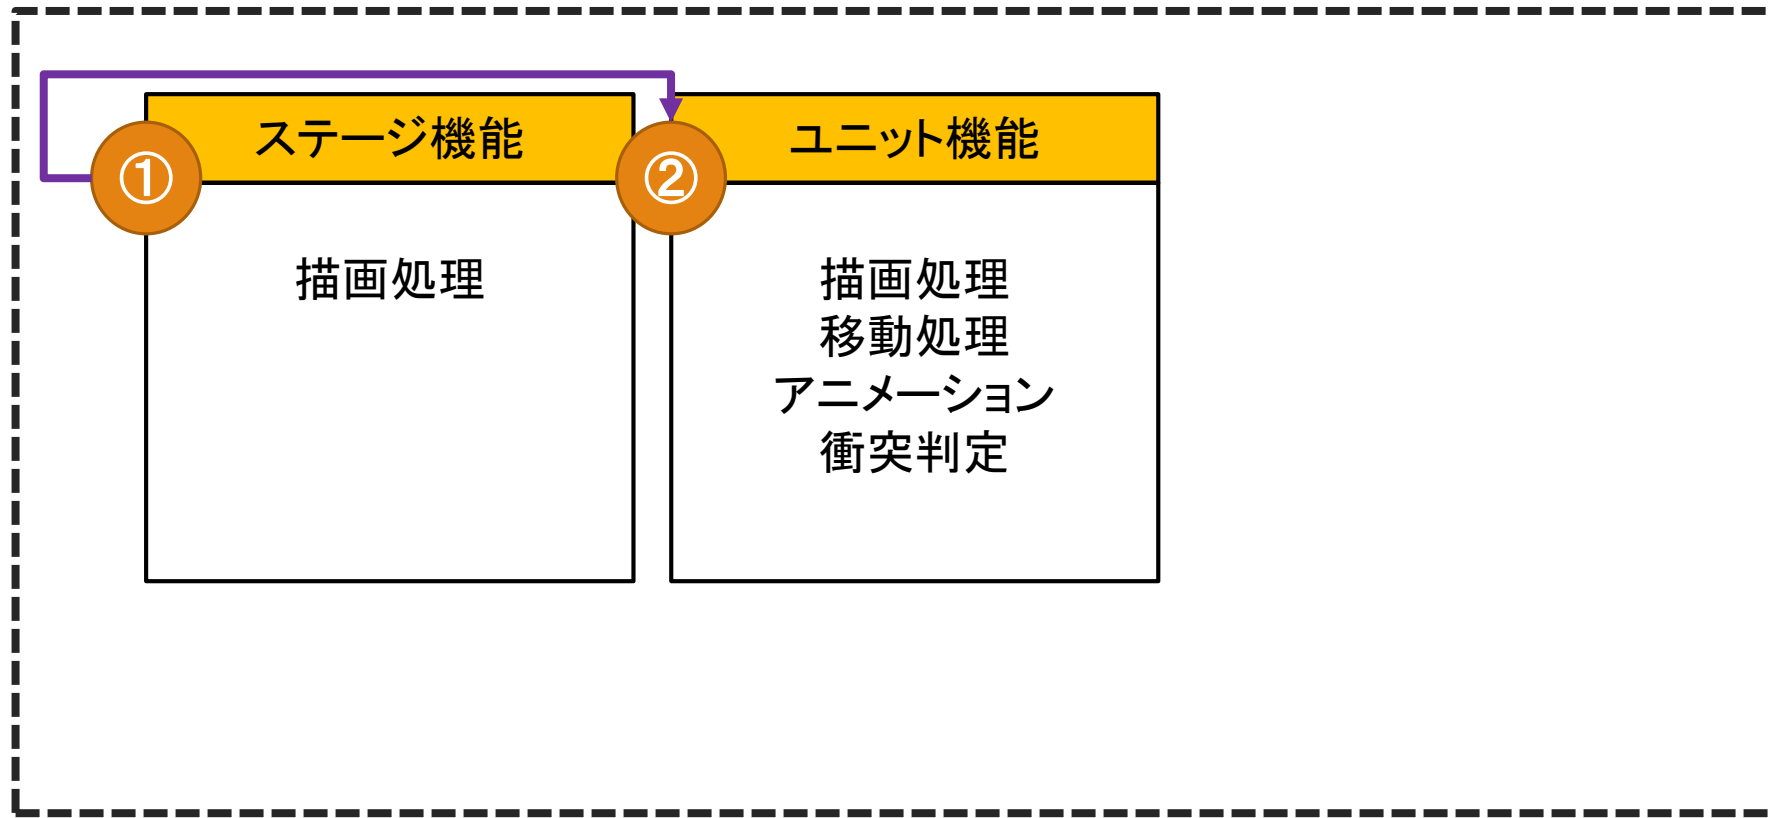 ① ステージ機能
描画処理
② ユニット機能
描画処理
移動処理
アニメーション
衝突判定